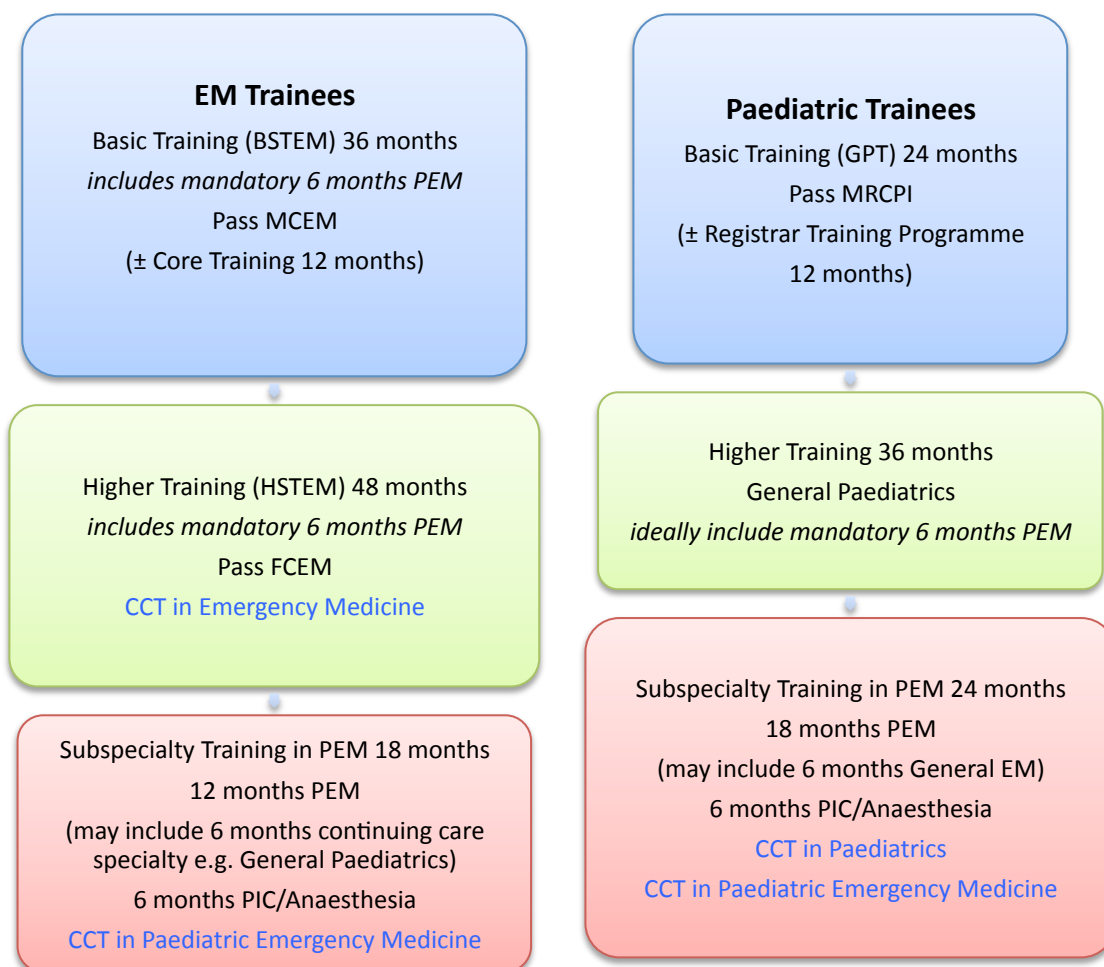 EM Trainees
Basic Training (BSTEM) 36 months
includes mandatory 6 months PEM
Pass MCEM
(± Core Training 12 months)
Higher Training (HSTEM) 48 months
includes mandatory 6 months PEM
Pass FCEM
CCT in Emergency Medicine
Subspecialty Training in PEM 18 months
12 months PEM
(may include 6 months continuing care
specialty e.g. General Paediatrics)
6 months PIC/Anaesthesia
CCT in Paediatric Emergency Medicine
Paediatric Trainees
Basic Training (GPT) 24 months
Pass MRCPI
(± Registrar Training Programme
12 months)
Higher Training 36 months
General Paediatrics
ideally include mandatory 6 months PEM
Subspecialty Training in PEM 24 months
18 months PEM
(may include 6 months General EM)
6 months PIC/Anaesthesia
CCT in Paediatrics
CCT in Paediatric Emergency Medicine